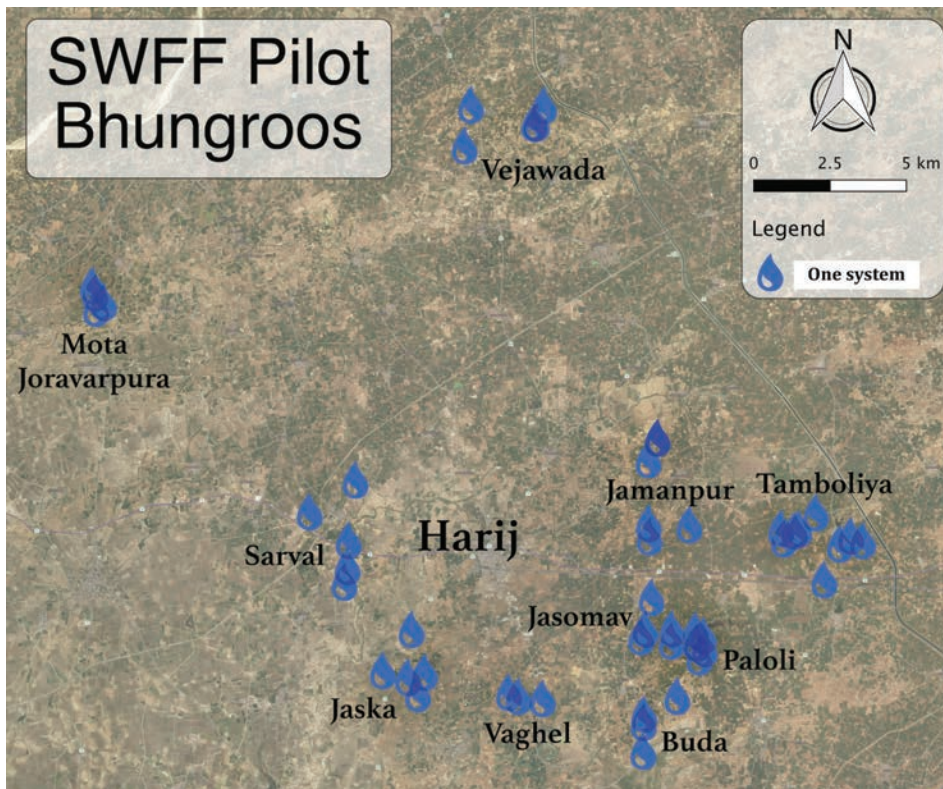 SWFF Pilot
Bhungroos
N
0 2.5 5 km
Legend
One system
Vejawada
Mota
Joravarpura
Jamanpur
Tamboliya
Harij
Sarval
Jasomav
Paloli
Jaska
Vaghel
Buda